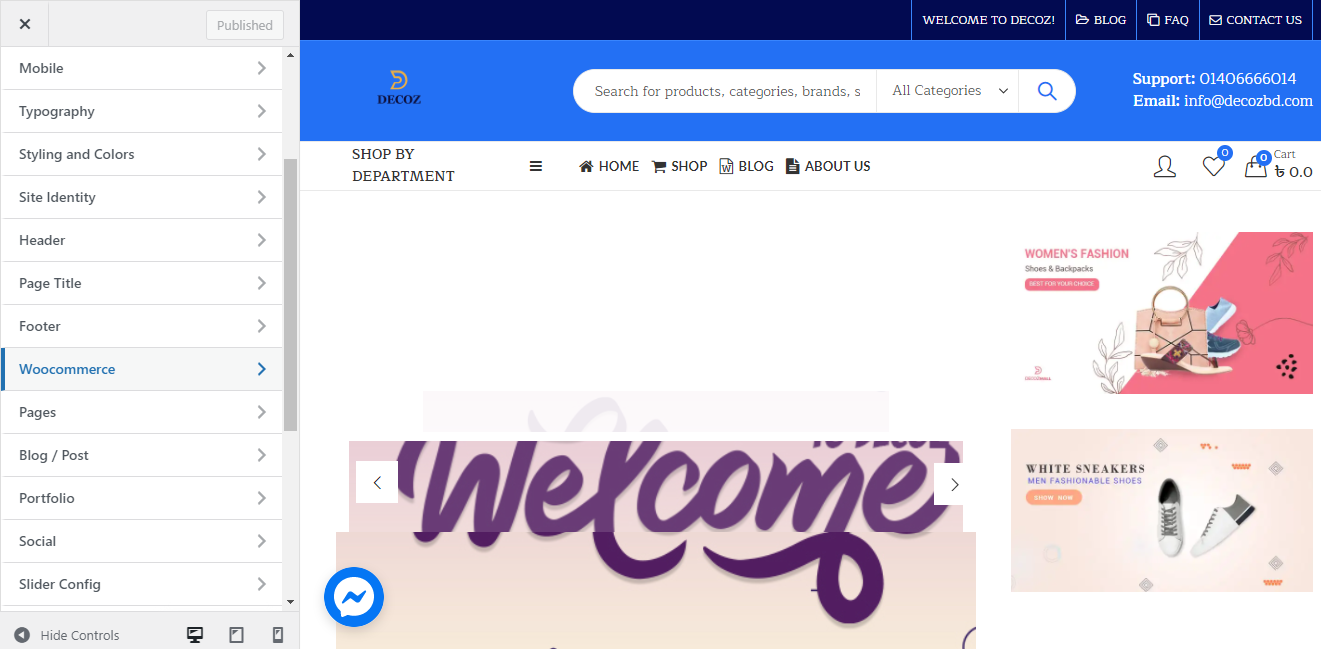 Published
Mobile
Typography
Styling and Colors
Site Identity
Header
Page Title
Footer
Woocommerce
Pages
Blog / Post
Portfolio
Social
Slider Config
Hide Controls
WELCOME TO DECOZ! BLOG FAQ CONTACT US
DECOZ
Search for products, categories, brands, s All Categories
Support: 01406666014
Email: info@decozbd.com
SHOP BY
DEPARTMENT
HOME SHOP BLOG ABOUT US
0
0
Cart
৳ 0.0
TO DECOZ
Welcome
WOMEN'S FASHION
Shoes & Backpacks
BEST FOR YOUR CHOICE
WHITE SNEAKERS
MEN FASHIONABLE SHOES
SHOW NOW